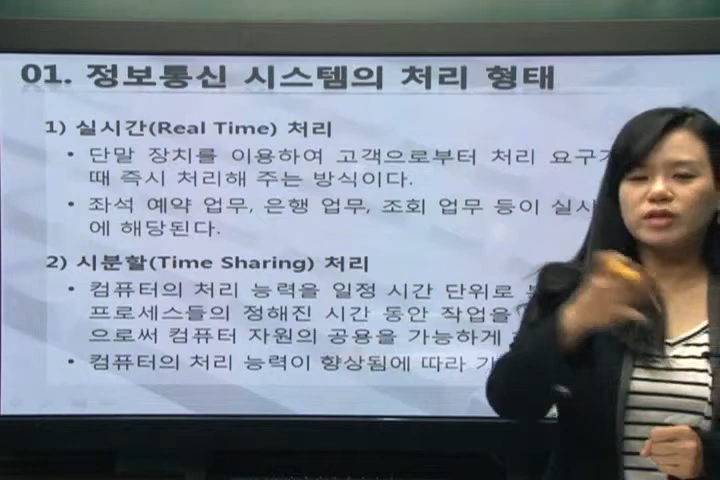 01. 정보통신 시스템의 처리 형태
1) 실시간(Real Time) 처리
• 단말 장치를 이용하여 고객으로부터 처리 요구가
때 즉시 처리해 주는 방식이다.
• 좌석 예약 업무, 은행 업무, 조회 업무 등이 실시
에 해당된다.
2) 시분할(Time Sharing) 처리
• 컴퓨터의 처리 능력을 일정 시간 단위로
프로세스들의 정해진 시간 동안 작업을
으로써 컴퓨터 자원의 공용을 가능하게
• 컴퓨터의 처리 능력이 향상됨에 따라